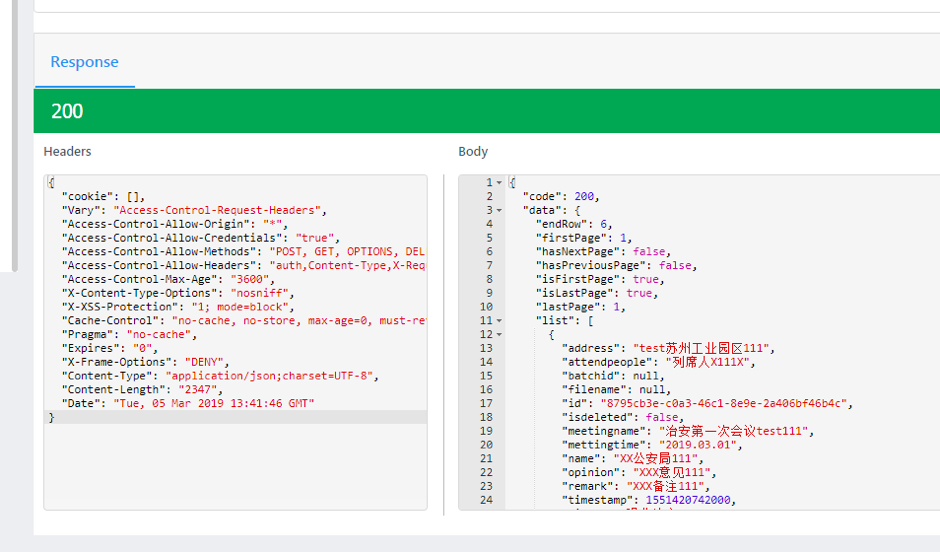 Response
200
Headers
{
"cookie": [],
"Vary": "Access-Control-Request-Headers",
"Access-Control-Allow-Origin": "*",
"Access-Control-Allow-Credentials": "true",
"Access-Control-Allow-Methods": "POST, GET, OPTIONS, DEL
"Access-Control-Allow-Headers": "auth,Content-Type,X-Req
"Access-Control-Max-Age": "3600",
"X-Content-Type-Options": "nosniff",
"X-XSS-Protection": "1; mode=block",
"Cache-Control": "no-cache, no-store, max-age=0, must-re
"Pragma": "no-cache",
"Expires": "0",
"X-Frame-Options": "DENY",
"Content-Type": "application/json;charset=UTF-8",
"Content-Length": "2347",
"Date": "Tue, 05 Mar 2019 13:41:46 GMT"
}
Body
1 {
2 "code": 200,
3 "data": {
4 "endRow": 6,
5 "firstPage": 1,
6 "hasNextPage": false,
7 "hasPreviousPage": false,
8 "isFirstPage": true,
9 "isLastPage": true,
10 "lastPage": 1,
11 "list": [
12 {
13 "address": "test苏州工业园区111",
14 "attendpeople": "列席人X111X",
15 "batchid": null,
16 "filename": null,
17 "id": "8795cb3e-c0a3-46c1-8e9e-2a406bf46b4c",
18 "isdeleted": false,
19 "meetingname": "治安第一次会议test111",
20 "mettingtime": "2019.03.01",
21 "name": "XX公安局111",
22 "opinion": "XXX意见111",
23 "remark": "XXX备注111",
24 "timestamp": 1551420742000,